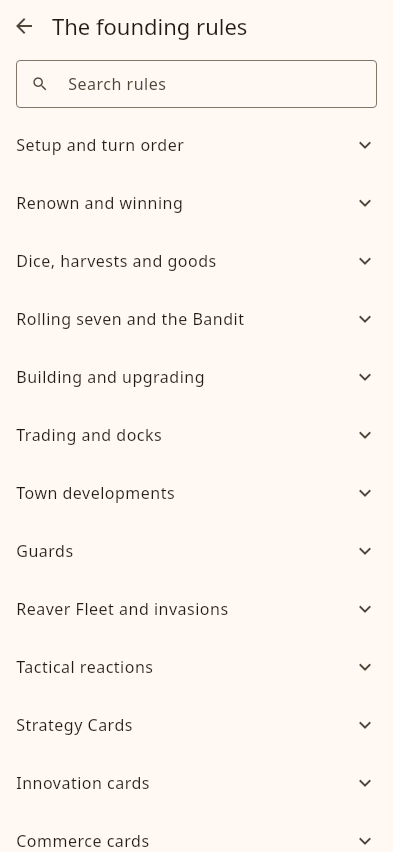 The founding rules
Search rules
Setup and turn order
Renown and winning
Dice, harvests and goods
Rolling seven and the Bandit
Building and upgrading
Trading and docks
Town developments
Guards
Reaver Fleet and invasions
Tactical reactions
Strategy Cards
Innovation cards
Commerce cards